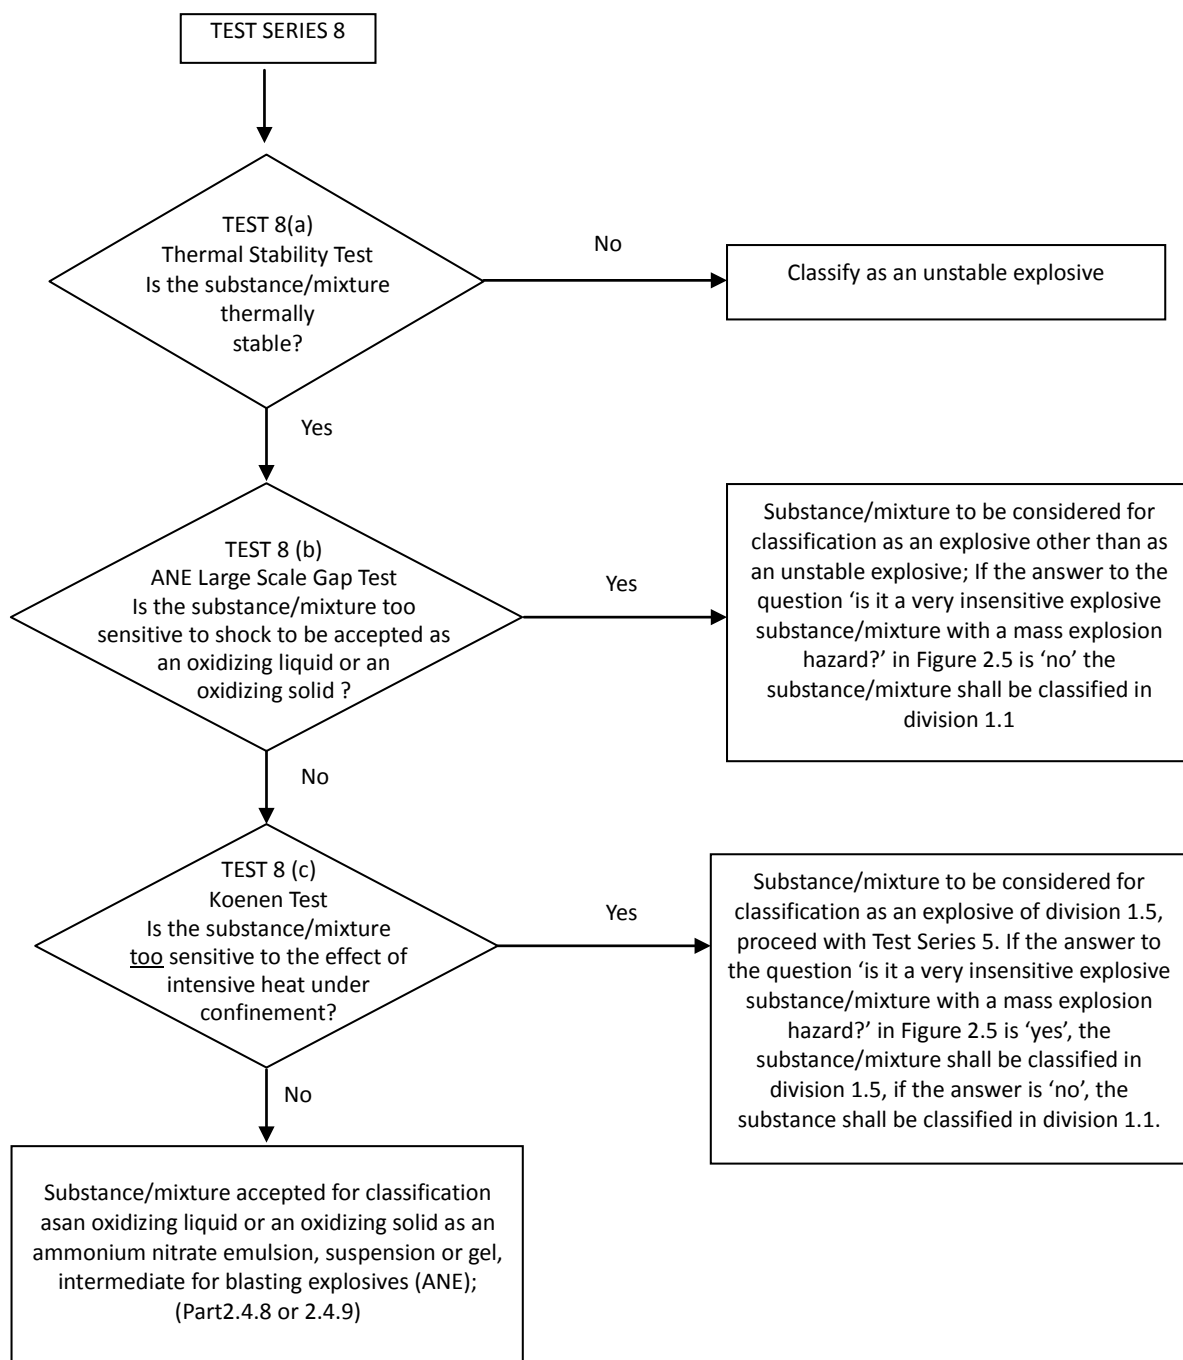 TEST SERIES 8
TEST 8(a)
Thermal Stability Test
Is the substance/mixture
thermally
stable?
No
Classify as an unstable explosive
Yes
TEST 8 (b)
ANE Large Scale Gap Test
Is the substance/mixture too
sensitive to shock to be accepted as
an oxidizing liquid or an
oxidizing solid ?
Yes
Substance/mixture to be considered for
classification as an explosive other than as
an unstable explosive; If the answer to the
question ‘is it a very insensitive explosive
substance/mixture with a mass explosion
hazard?’ in Figure 2.5 is ‘no’ the
substance/mixture shall be classified in
division 1.1
No
TEST 8 (c)
Koenen Test
Is the substance/mixture
too sensitive to the effect of
intensive heat under
confinement?
Yes
Substance/mixture to be considered for
classification as an explosive of division 1.5,
proceed with Test Series 5. If the answer to
the question ‘is it a very insensitive explosive
substance/mixture with a mass explosion
hazard?’ in Figure 2.5 is ‘yes’, the
substance/mixture shall be classified in
division 1.5, if the answer is ‘no’, the
substance shall be classified in division 1.1.
No
Substance/mixture accepted for classification
asan oxidizing liquid or an oxidizing solid as an
ammonium nitrate emulsion, suspension or gel,
intermediate for blasting explosives (ANE);
(Part2.4.8 or 2.4.9)